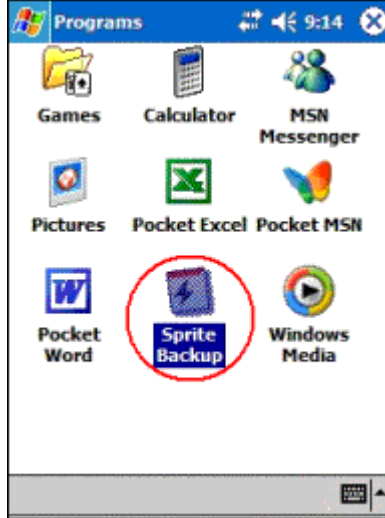 Programs 9:14
Games Calculator MSN
Messenger
Pictures Pocket Excel Pocket MSN
Pocket Sprite Windows
Word Backup Media